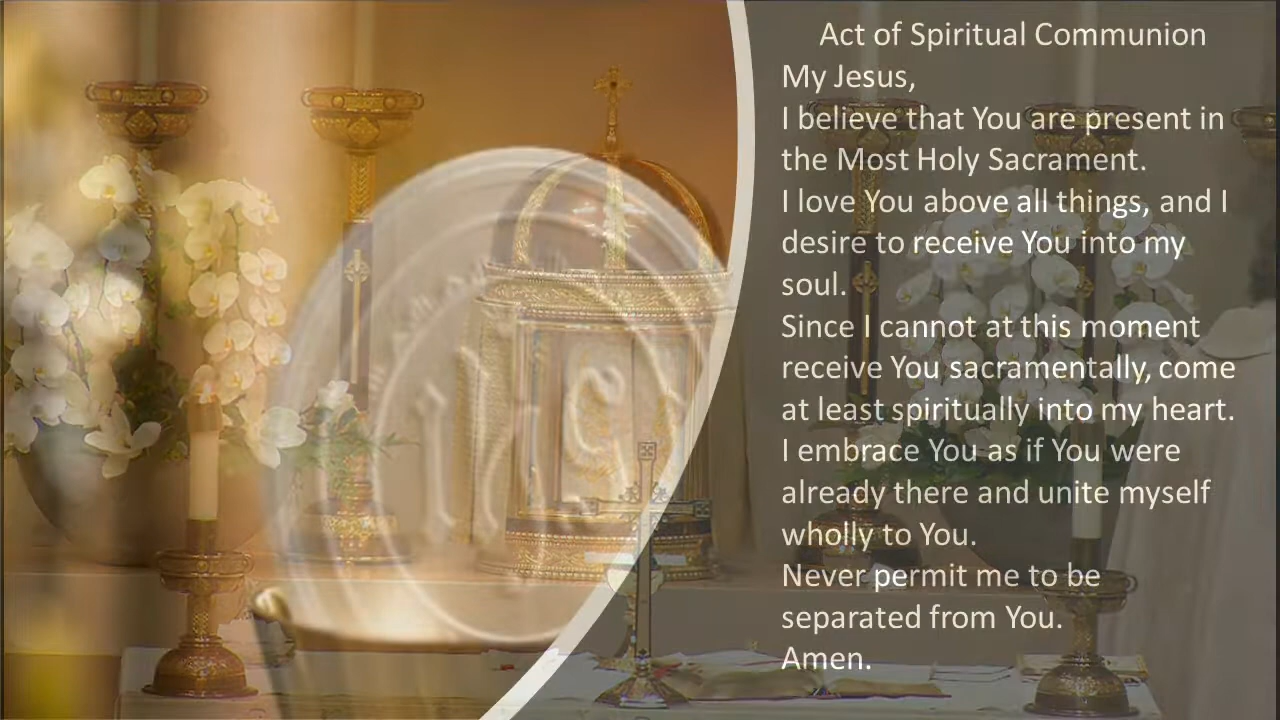 Act of Spiritual Communion
My Jesus,
I believe that You are present in
the Most Holy Sacrament.
I love You above all things, and I
desire to receive You into my
soul.
Since I cannot at this moment
receive You sacramentally, come
at least spiritually into my heart.
I embrace You as if You were
already there and unite myself
wholly to You.
Never permit me to be
separated from You.
Amen.